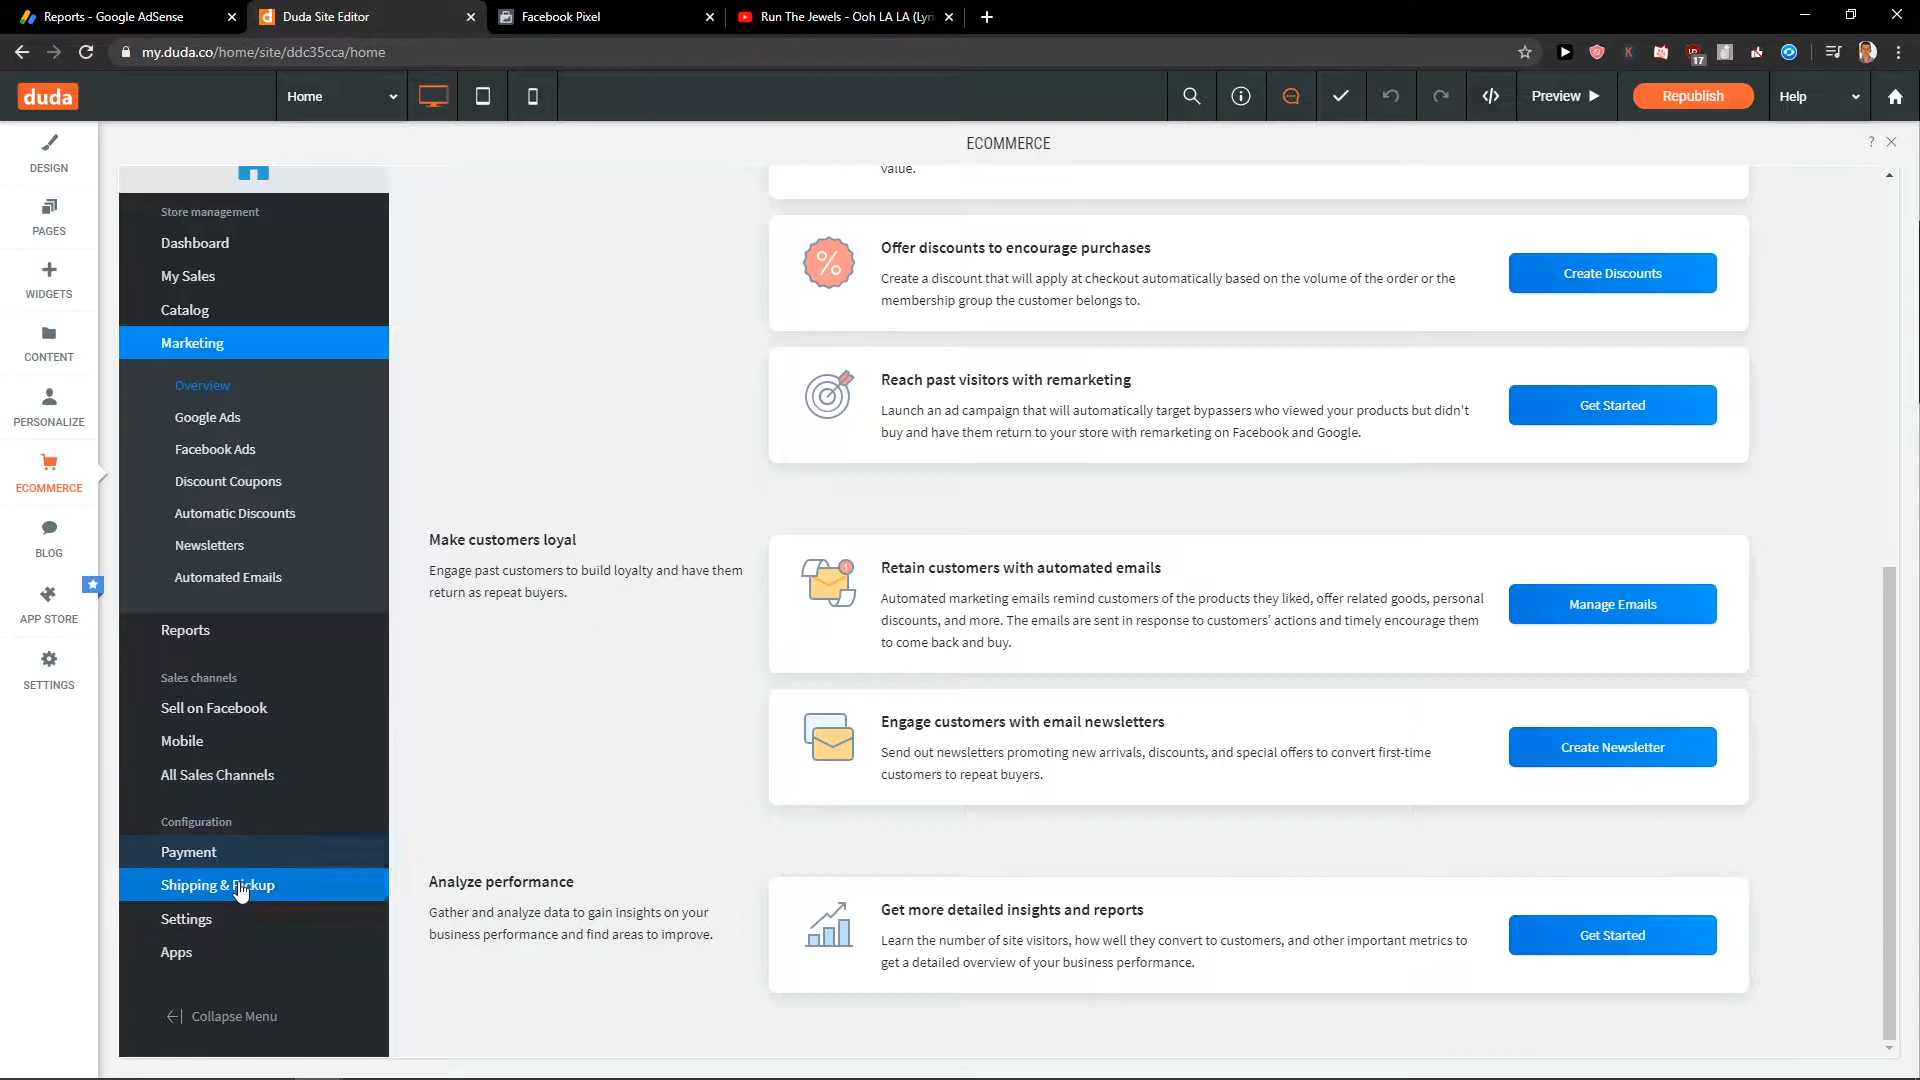 Reports - Google AdSense
Duda Site Editor
Facebook Pixel
Run The Jewels - Ooh LA LA (Lyri
my.duda.co/home/site/ddc35cca/home
17
duda
Home
Preview
Republish
Help
DESIGN
PAGES
WIDGETS
CONTENT
PERSONALIZE
ECOMMERCE
BLOG
APP STORE
SETTINGS
ECOMMERCE
?
Store management
Dashboard
My Sales
Catalog
Marketing
Overview
Google Ads
Facebook Ads
Discount Coupons
Automatic Discounts
Newsletters
Automated Emails
Reports
Sales channels
Sell on Facebook
Mobile
All Sales Channels
Configuration
Payment
Shipping & Pickup
Settings
Apps
Collapse Menu
value.
Offer discounts to encourage purchases
Create a discount that will apply at checkout automatically based on the volume of the order or the
membership group the customer belongs to.
Create Discounts
Reach past visitors with remarketing
Launch an ad campaign that will automatically target bypassers who viewed your products but didn't
buy and have them return to your store with remarketing on Facebook and Google.
Get Started
Make customers loyal
Engage past customers to build loyalty and have them
return as repeat buyers.
Retain customers with automated emails
Automated marketing emails remind customers of the products they liked, offer related goods, personal
discounts, and more. The emails are sent in response to customers’ actions and timely encourage them
to come back and buy.
Manage Emails
Engage customers with email newsletters
Send out newsletters promoting new arrivals, discounts, and special offers to convert first-time
customers to repeat buyers.
Create Newsletter
Analyze performance
Gather and analyze data to gain insights on your
business performance and find areas to improve.
Get more detailed insights and reports
Learn the number of site visitors, how well they convert to customers, and other important metrics to
get a detailed overview of your business performance.
Get Started